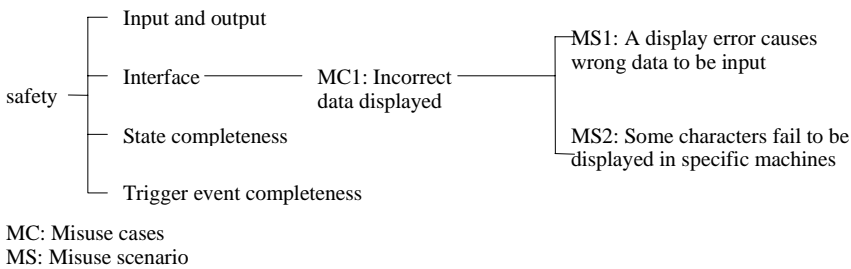 Input and output
Interface
safety
State completeness
Trigger event completeness
MC1: Incorrect
data displayed
MS1: A display error causes
wrong data to be input
MS2: Some characters fail to be
displayed in specific machines
MC: Misuse cases
MS: Misuse scenario